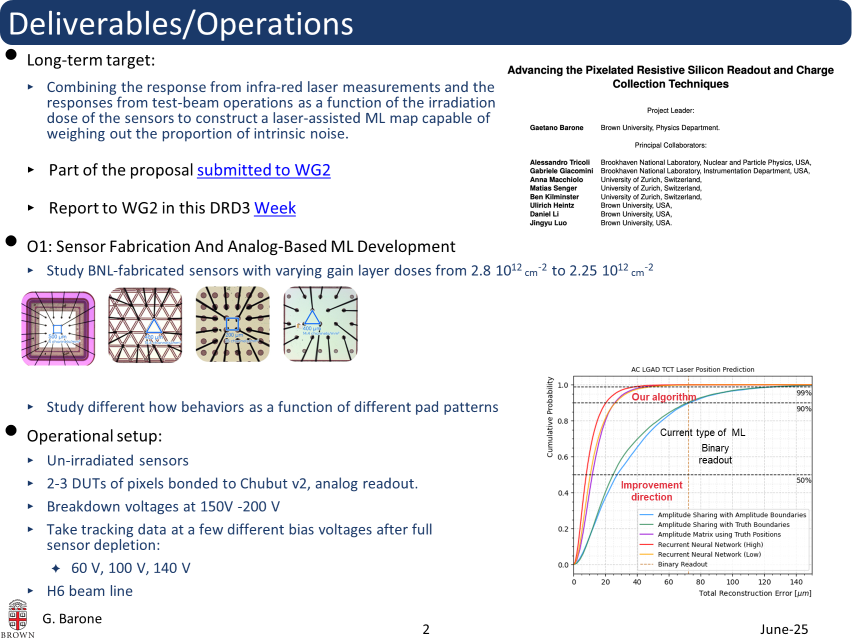 Deliverables/Operations
Long-term target:
Combining the response from infra-red laser measurements and the
responses from test-beam operations as a function of the irradiation
dose of the sensors to construct a laser-assisted ML map capable of
weighing out the proportion of intrinsic noise.
Part of the proposal submitted to WG2
Report to WG2 in this DRD3 Week
Advancing the Pixelated Resistive Silicon Readout and Charge
Collection Techniques
Project Leader:
Gaetano Barone Brown University, Physics Department.
Principal Collaborators:
Alessandro Tricoli Brookhaven National Laboratory, Nuclear and Particle Physics, USA,
Gabriele Giacomini Brookhaven National Laboratory, Instrumentation Department, USA,
Anna Macchiolo University of Zurich, Switzerland,
Matias Senger University of Zurich, Switzerland,
Ben Kilminster University of Zurich, Switzerland,
Ulirich Heintz Brown University, USA,
Daniel Li Brown University, USA,
Jingyu Luo Brown University, USA.
O1: Sensor Fabrication And Analog-Based ML Development
Study BNL-fabricated sensors with varying gain layer doses from 2.8 10¹² cm⁻² to 2.25 10¹² cm⁻²
Study different how behaviors as a function of different pad patterns
Operational setup:
Un-irradiated sensors
2-3 DUTs of pixels bonded to Chubut v2, analog readout.
Breakdown voltages at 150V -200 V
Take tracking data at a few different bias voltages after full
sensor depletion:
60 V, 100 V, 140 V
H6 beam line
AC LGAD TCT Laser Position Prediction
Cumulative Probability
1.0
0.8
0.6
0.4
0.2
0.0
99%
90%
50%
Our algorithm
Current type of ML
Binary
readout
Improvement
direction
Amplitude Sharing with Amplitude Boundaries
Amplitude Sharing with Truth Boundaries
Amplitude Matrix using Truth Positions
Recurrent Neural Network (High)
Recurrent Neural Network (Low)
Binary Readout
0 20 40 60 80 100 120 140
Total Reconstruction Error [μm]
BROWN
G. Barone
2
June-25